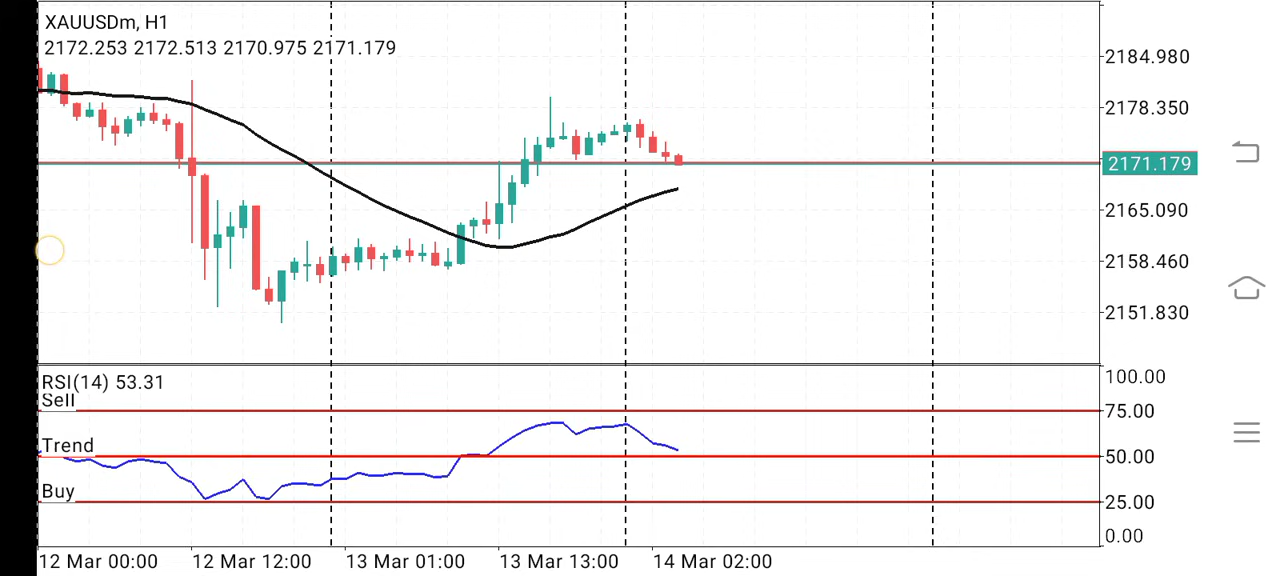 XAUUSDm, H1
2172.253 2172.513 2170.975 2171.179
2184.980
2178.350
2171.179
2165.090
2158.460
2151.830
RSI(14) 53.31
Sell
Trend
Buy
100.00
75.00
50.00
25.00
0.00
12 Mar 00:00
12 Mar 12:00
13 Mar 01:00
13 Mar 13:00
14 Mar 02:00